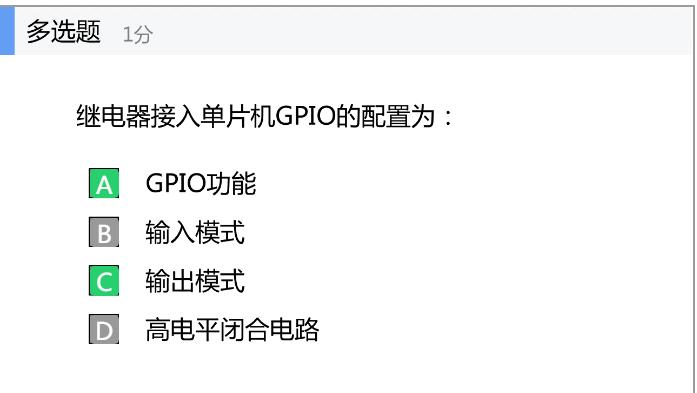 多选题 1分
继电器接入单片机GPIO的配置为：
A GPIO功能
B 输入模式
C 输出模式
D 高电平闭合电路